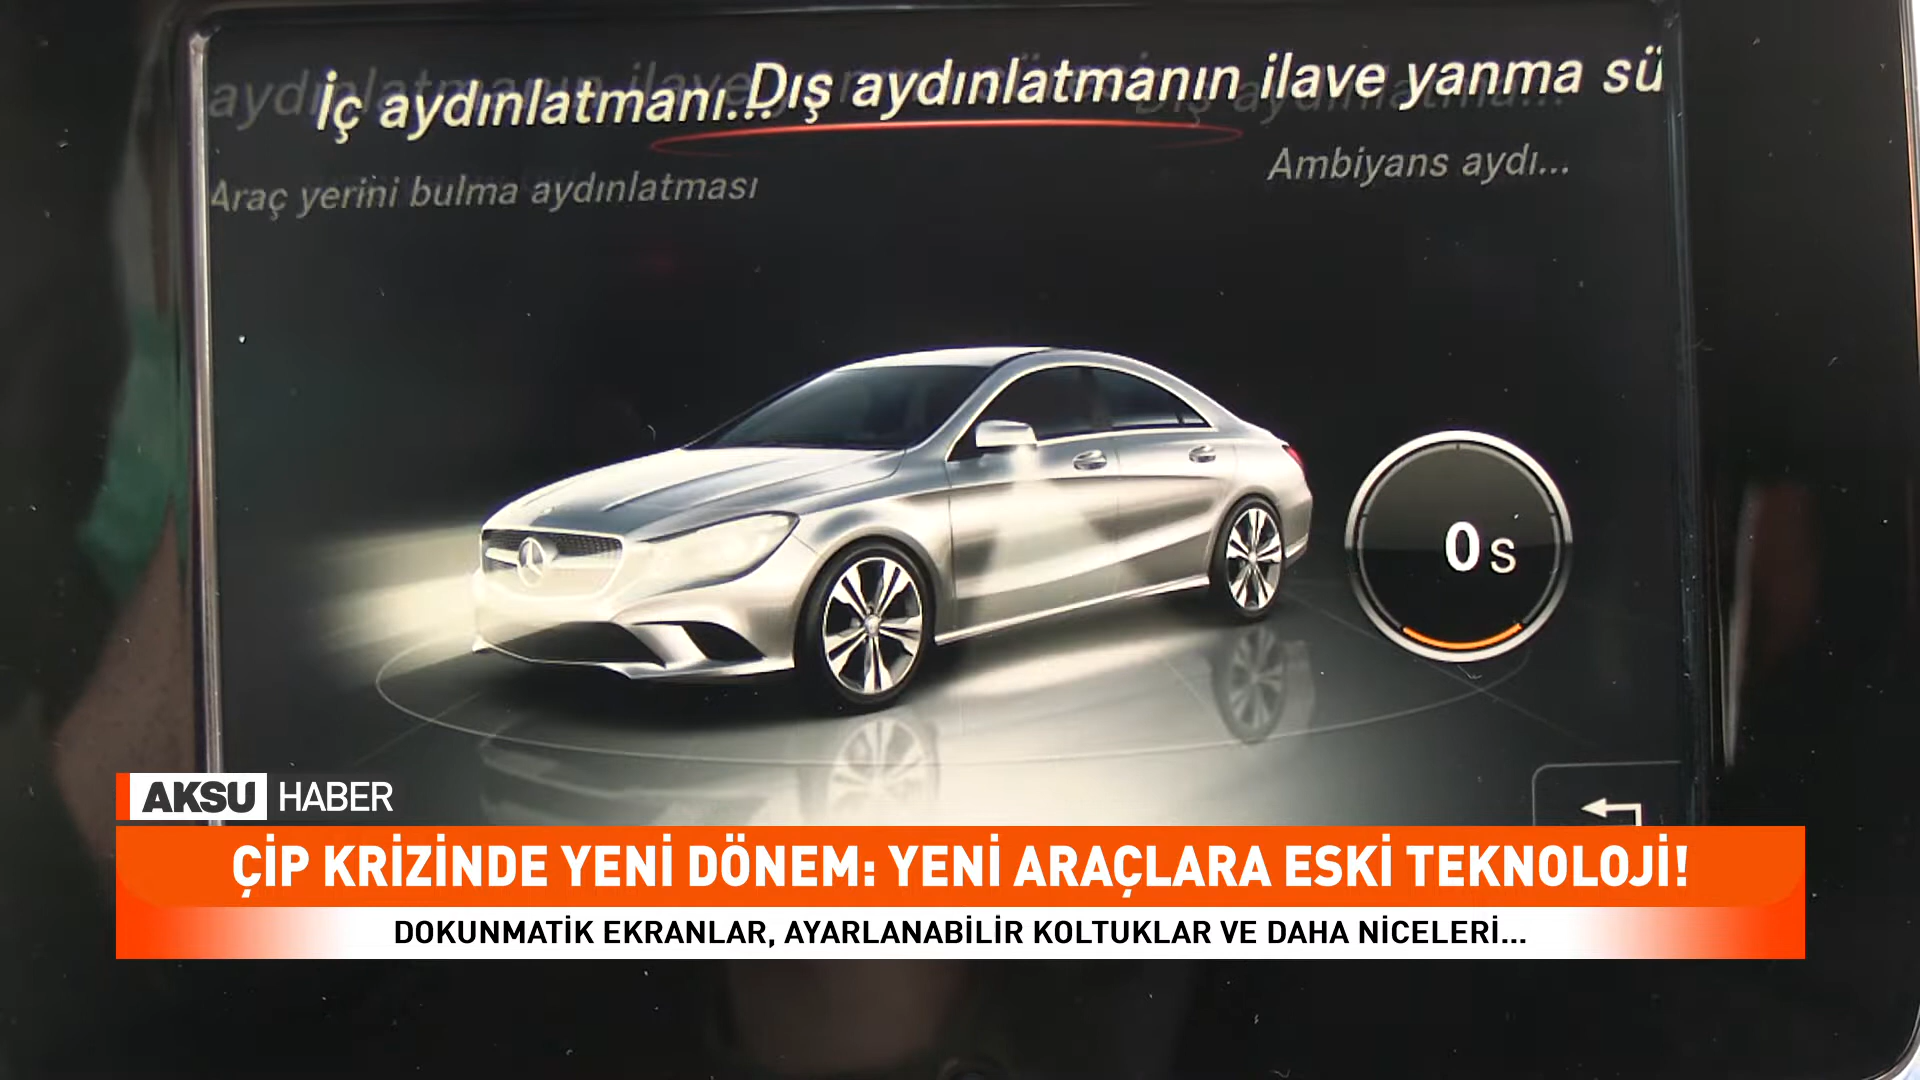 İç aydınlatmanı... Dış aydınlatmanın ilave yanma sü
Araç yerini bulma aydınlatması
Ambiyans aydı...
0 s
AKSU HABER
ÇİP KRİZİNDE YENİ DÖNEM: YENİ ARAÇLARA ESKİ TEKNOLOJİ!
DOKUNMATİK EKRANLAR, AYARLANABİLİR KOLTUKLAR VE DAHA NİCELERİ...